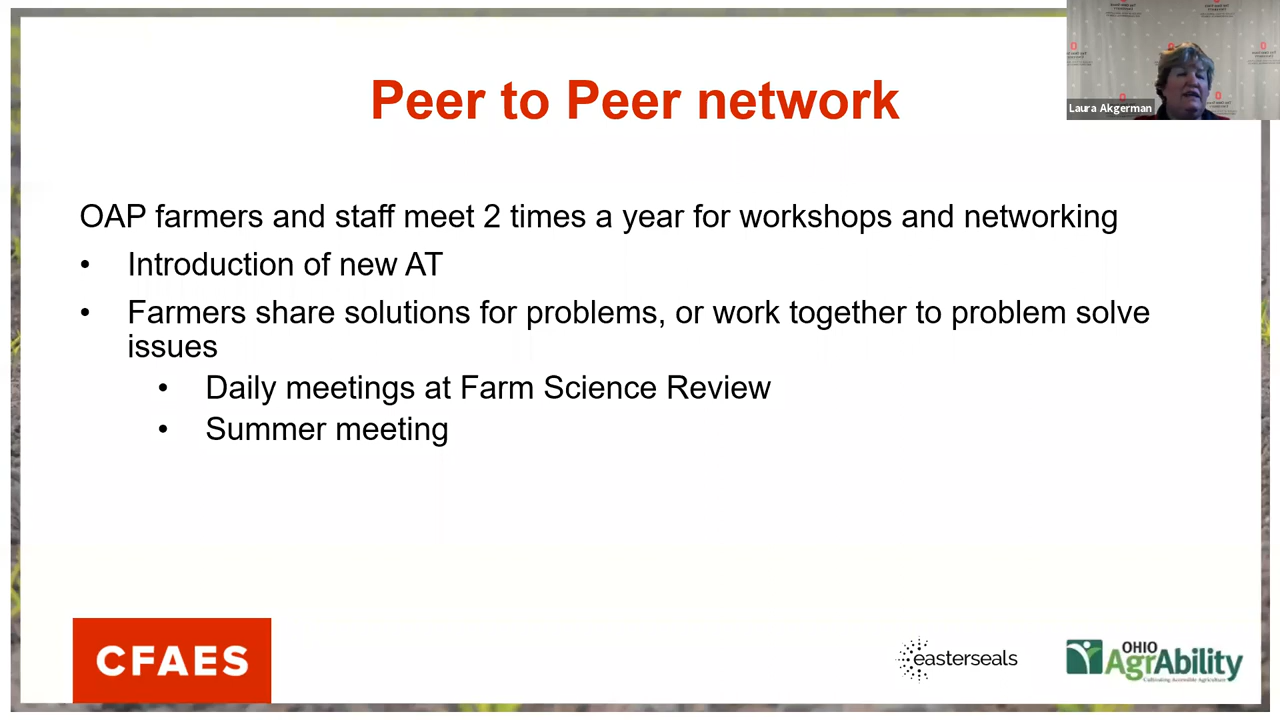 Peer to Peer network
Laura Akgerman
OAP farmers and staff meet 2 times a year for workshops and networking
• Introduction of new AT
• Farmers share solutions for problems, or work together to problem solve
issues
• Daily meetings at Farm Science Review
• Summer meeting
CFAES
easterseals
OHIO
AgrAbility
Cultivating Accessible Agriculture